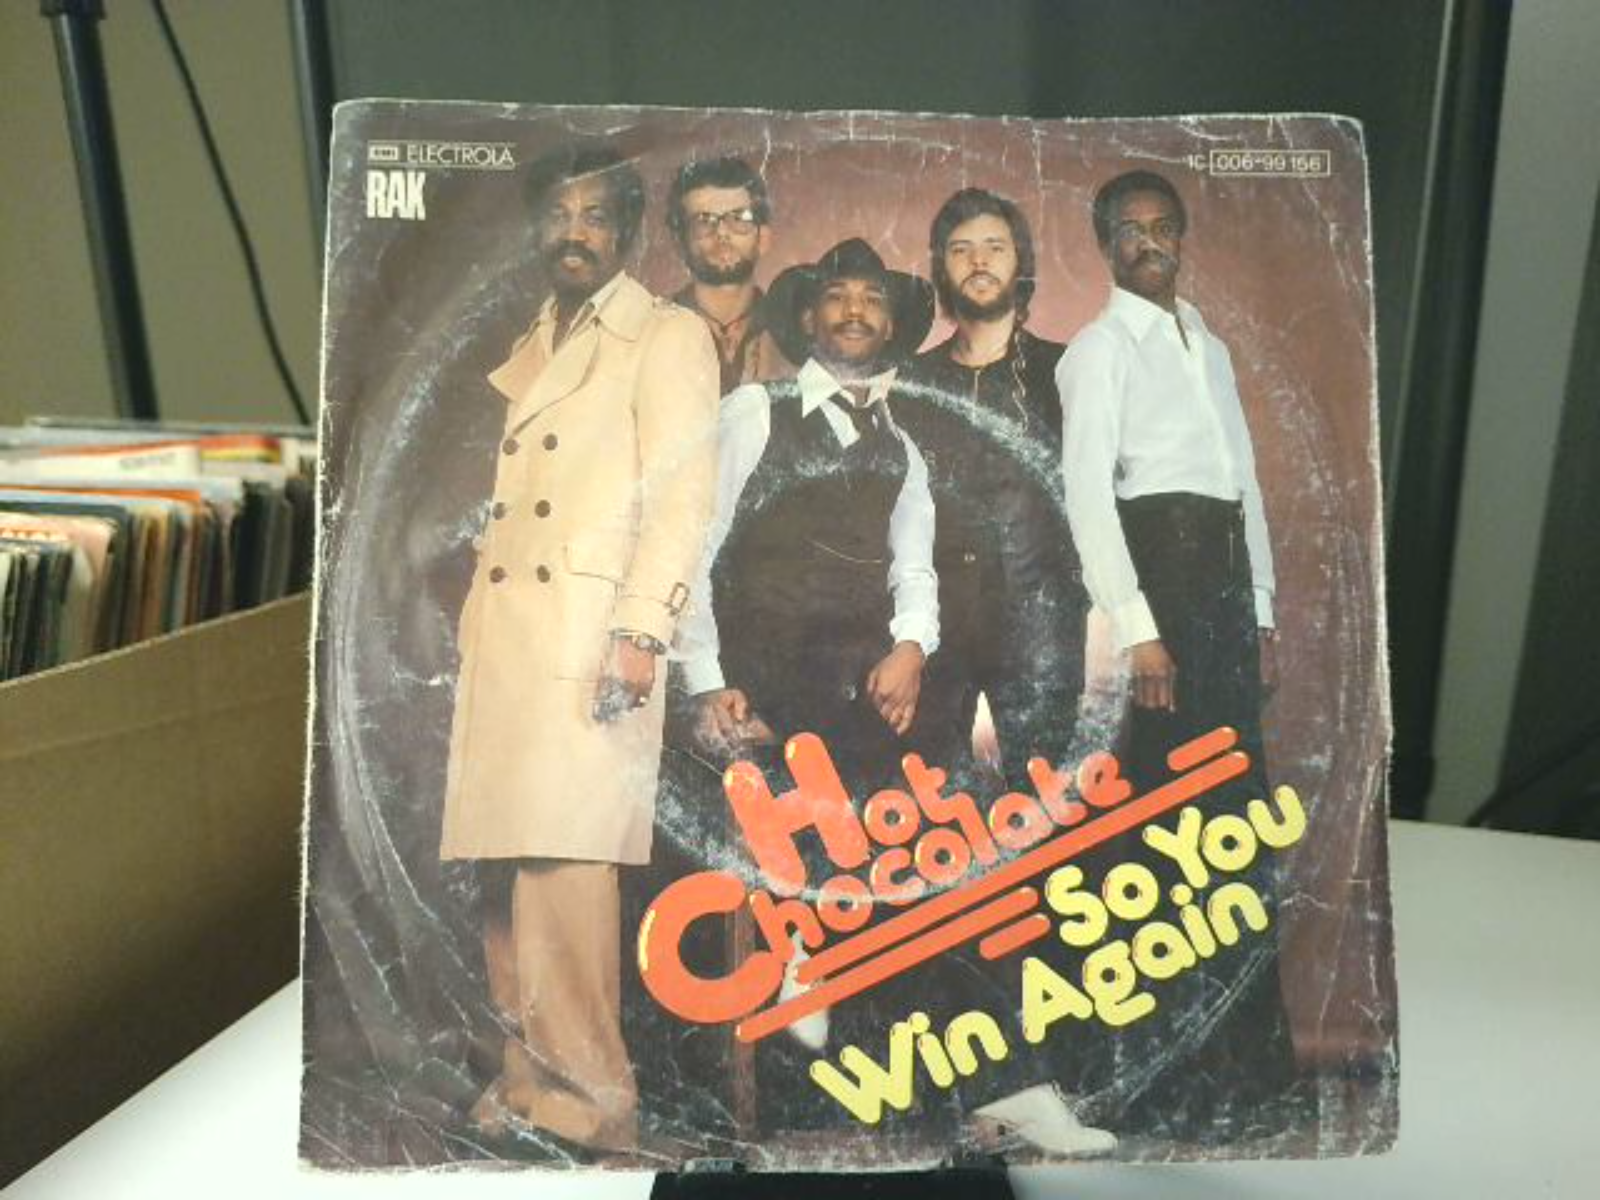 EMI ELECTROLA
RAK
1C 006-99 156
Hot
Chocolate
So You
Win Again